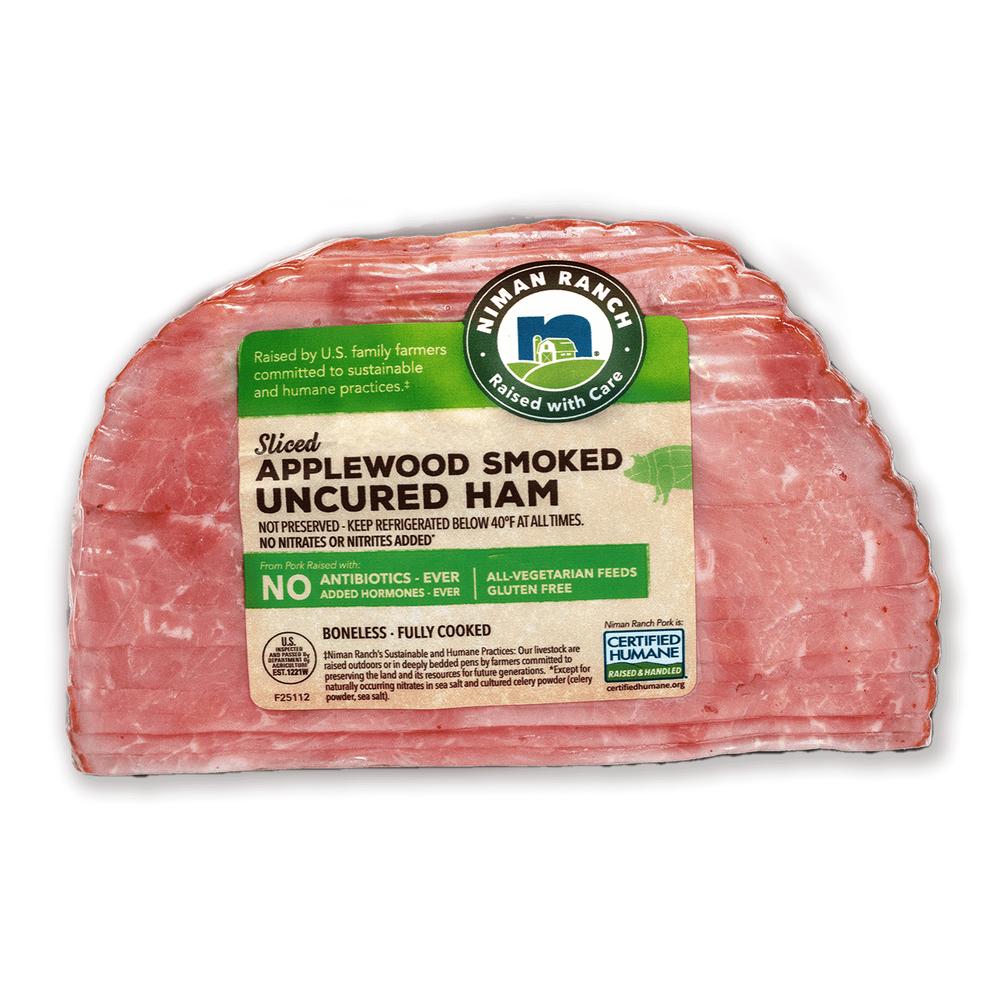 NIMAN RANCH
n
Raised with Care
Raised by U.S. family farmers
committed to sustainable
and humane practices.‡
Sliced
APPLEWOOD SMOKED
UNCURED HAM
NOT PRESERVED - KEEP REFRIGERATED BELOW 40°F AT ALL TIMES.
NO NITRATES OR NITRITES ADDED*
From Pork Raised with:
NO
ANTIBIOTICS - EVER
ADDED HORMONES - EVER
ALL-VEGETARIAN FEEDS
GLUTEN FREE
BONELESS · FULLY COOKED
‡Niman Ranch's Sustainable and Humane Practices: Our livestock are
raised outdoors or in deeply bedded pens by farmers committed to
preserving the land and its resources for future generations. *Except for
naturally occurring nitrates in sea salt and cultured celery powder (celery
powder, sea salt).
U.S.
INSPECTED
AND PASSED BY
DEPARTMENT OF
AGRICULTURE
EST.1221W
F25112
Niman Ranch Pork is:
CERTIFIED
HUMANE
RAISED & HANDLED
certifiedhumane.org